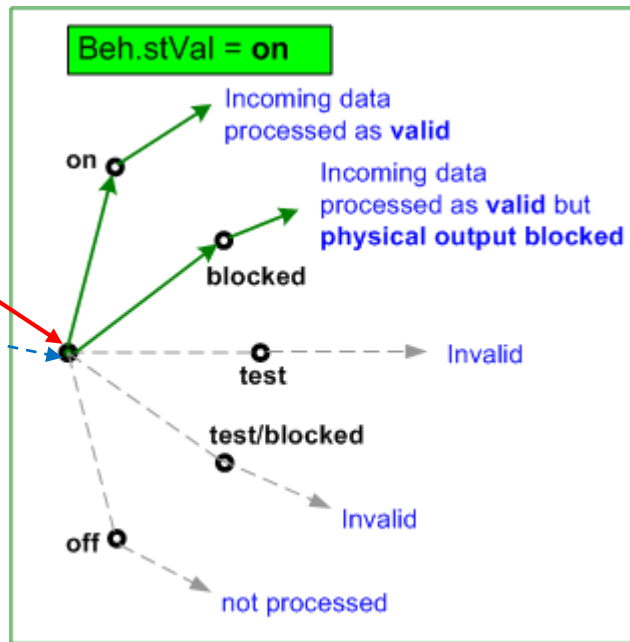 Beh.stVal = on
Incoming data
processed as valid
on
Incoming data
processed as valid but
physical output blocked
blocked
Invalid
test
test/blocked
Invalid
off
not processed